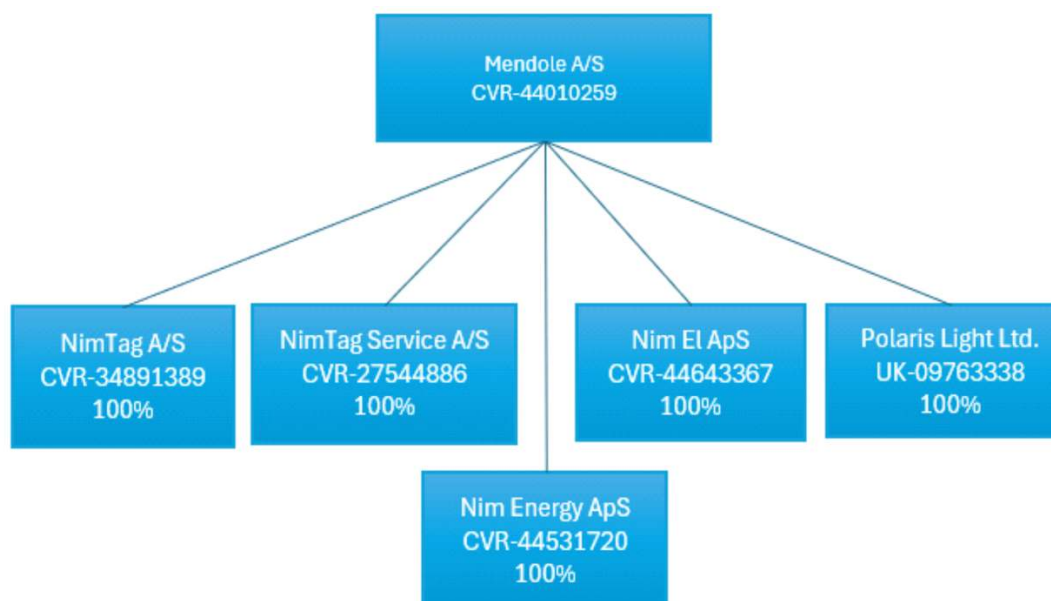 Mendole A/S
CVR-44010259
NimTag A/S
CVR-34891389
100%
NimTag Service A/S
CVR-27544886
100%
Nim El ApS
CVR-44643367
100%
Polaris Light Ltd.
UK-09763338
100%
Nim Energy ApS
CVR-44531720
100%